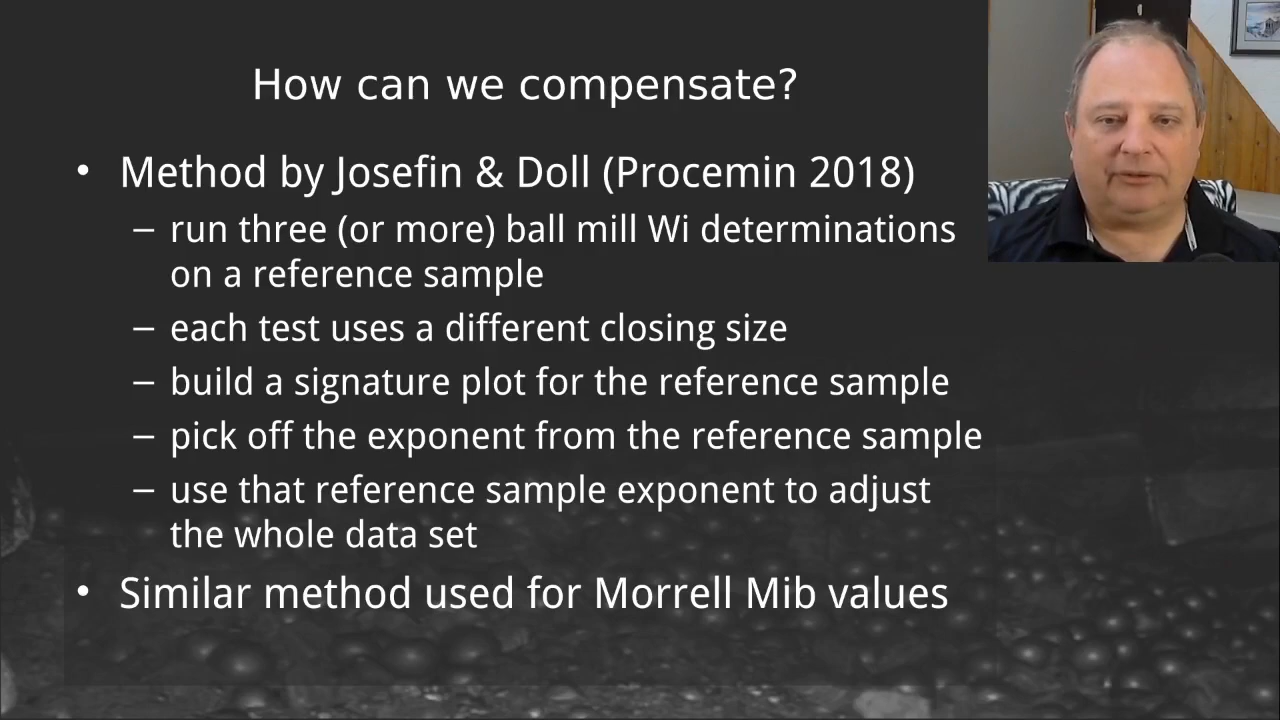 How can we compensate?
• Method by Josefin & Doll (Procemin 2018)
– run three (or more) ball mill Wi determinations
on a reference sample
– each test uses a different closing size
– build a signature plot for the reference sample
– pick off the exponent from the reference sample
– use that reference sample exponent to adjust
the whole data set
• Similar method used for Morrell Mib values